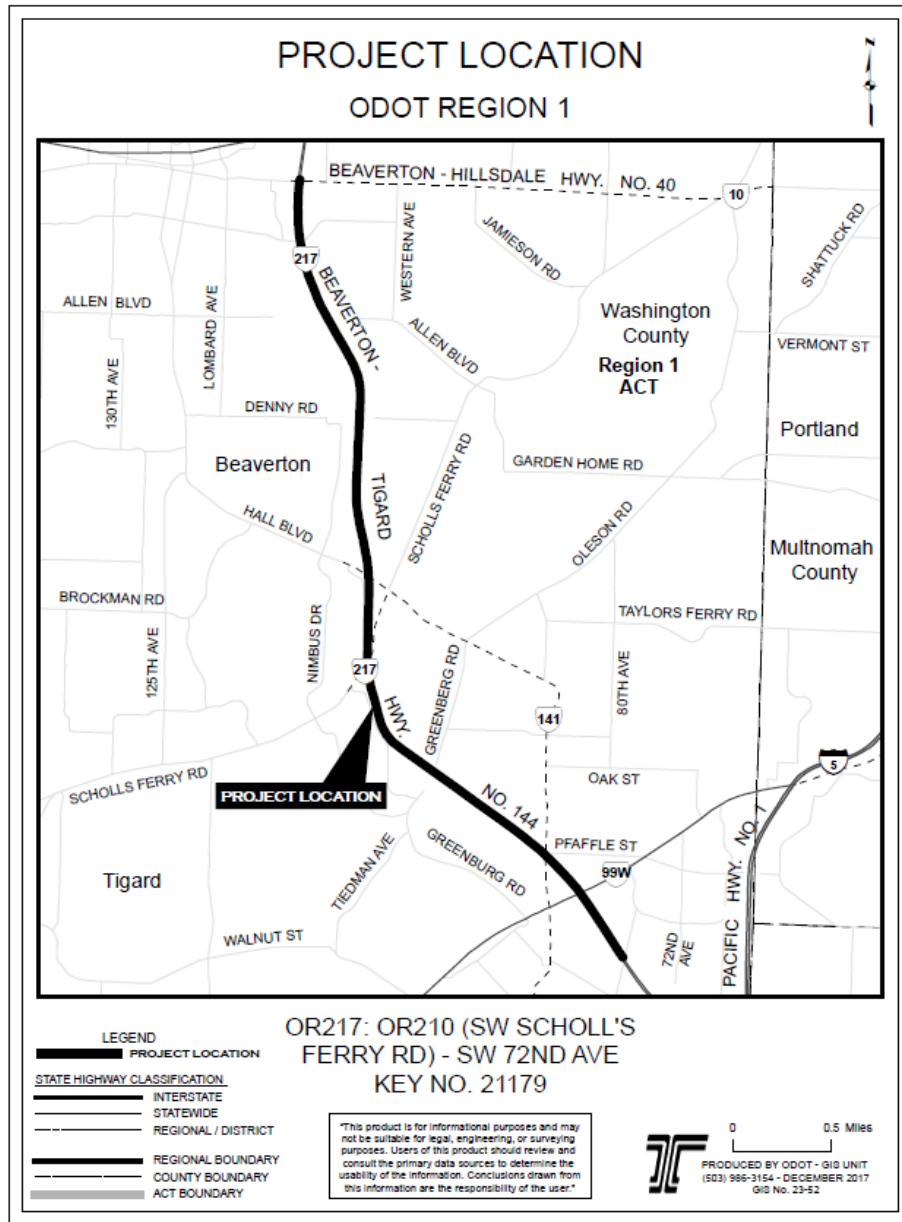 PROJECT LOCATION
ODOT REGION 1
N
BEAVERTON - HILLSDALE HWY. NO. 40
10
217
BEAVERTON -
WESTERN AVE
JAMIESON RD
SHATTUCK RD
ALLEN BLVD
LOMBARD AVE
ALLEN BLVD
Washington
County
Region 1
ACT
VERMONT ST
130TH AVE
DENNY RD
Beaverton
TIGARD
SCHOLLS FERRY RD
GARDEN HOME RD
Portland
HALL BLVD
OLESON RD
Multnomah
County
BROCKMAN RD
125TH AVE
NIMBUS DR
TAYLORS FERRY RD
217
HWY.
GREENBERG RD
141
80TH AVE
SCHOLLS FERRY RD
PROJECT LOCATION
OAK ST
5
NO. 144
PFAFFLE ST
99W
PACIFIC HWY. NO. 1
Tigard
TIEDMAN AVE
GREENBURG RD
WALNUT ST
72ND
AVE
OR217: OR210 (SW SCHOLL'S
FERRY RD) - SW 72ND AVE
KEY NO. 21179
LEGEND
PROJECT LOCATION
STATE HIGHWAY CLASSIFICATION
INTERSTATE
STATEWIDE
REGIONAL / DISTRICT
REGIONAL BOUNDARY
COUNTY BOUNDARY
ACT BOUNDARY
"This product is for informational purposes and may
not be suitable for legal, engineering, or surveying
purposes. Users of this product should review and
consult the primary data sources to determine the
usability of the information. Conclusions drawn from
this information are the responsibility of the user."
0 0.5 Miles
PRODUCED BY ODOT - GIS UNIT
(503) 986-3154 - DECEMBER 2017
GIS No. 23-52